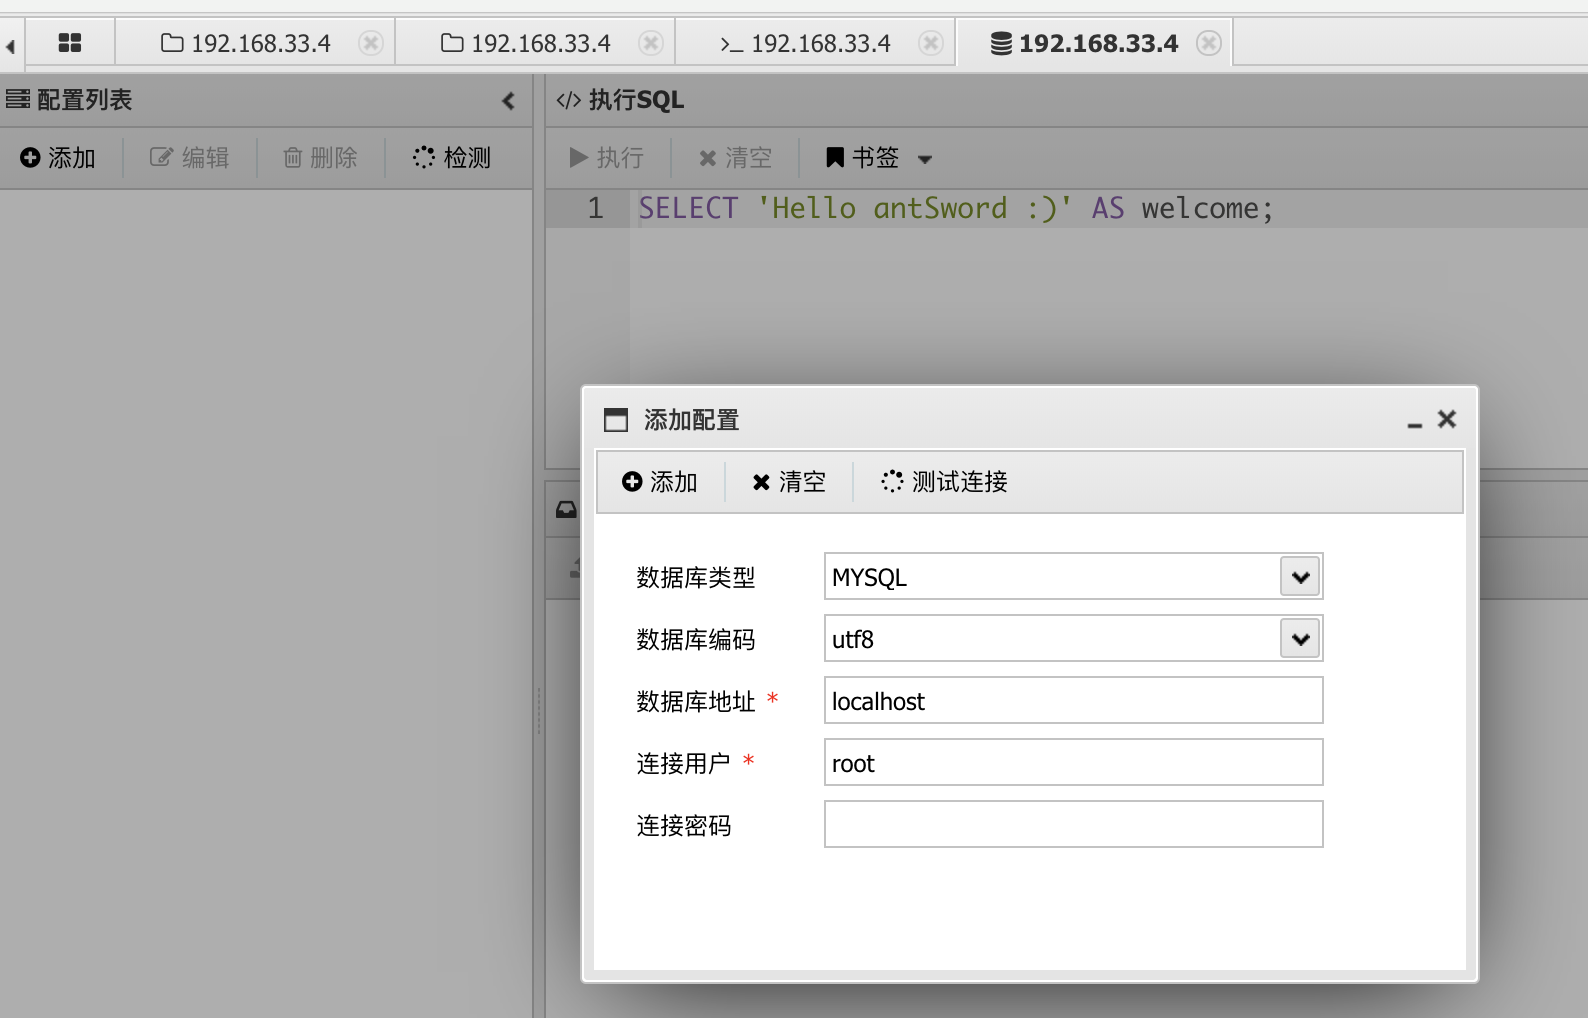 192.168.33.4 192.168.33.4 >_ 192.168.33.4 192.168.33.4
配置列表
添加 编辑 删除 检测
</> 执行SQL
执行 清空 书签
1 SELECT 'Hello antSword :)' AS welcome;
添加配置
添加 清空 测试连接
数据库类型 MYSQL
数据库编码 utf8
数据库地址 * localhost
连接用户 * root
连接密码